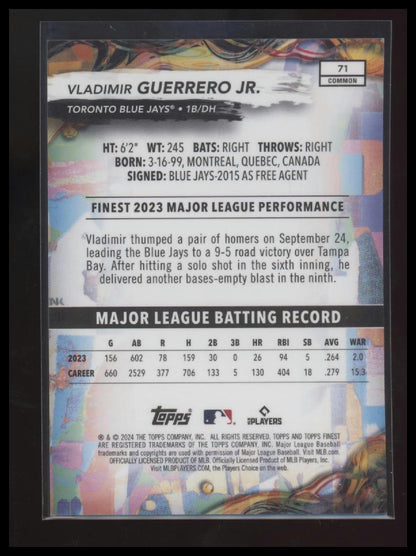 71
COMMON
VLADIMIR GUERRERO JR.
TORONTO BLUE JAYS® • 1B/DH
HT: 6'2" WT: 245 BATS: RIGHT THROWS: RIGHT
BORN: 3-16-99, MONTREAL, QUEBEC, CANADA
SIGNED: BLUE JAYS-2015 AS FREE AGENT
FINEST 2023 MAJOR LEAGUE PERFORMANCE
Vladimir thumped a pair of homers on September 24,
leading the Blue Jays to a 9-5 road victory over Tampa
Bay. After hitting a solo shot in the sixth inning, he
delivered another bases-empty blast in the ninth.
MAJOR LEAGUE BATTING RECORD
G AB R H 2B 3B HR RBI SB AVG WAR
2023 156 602 78 159 30 0 26 94 5 .264 2.0
CAREER 660 2529 377 706 133 5 130 404 18 .279 15.3
Topps PLAYERS
® & © 2024 THE TOPPS COMPANY, INC. ALL RIGHTS RESERVED. TOPPS AND TOPPS FINEST
ARE REGISTERED TRADEMARKS OF THE TOPPS COMPANY, INC. Major League Baseball
trademarks and copyrights are used with permission of Major League Baseball. Visit MLB.com.
OFFICIALLY LICENSED PRODUCT OF MLB Players, Inc.
Visit MLBPLAYERS.COM, the Players Choice on the web.